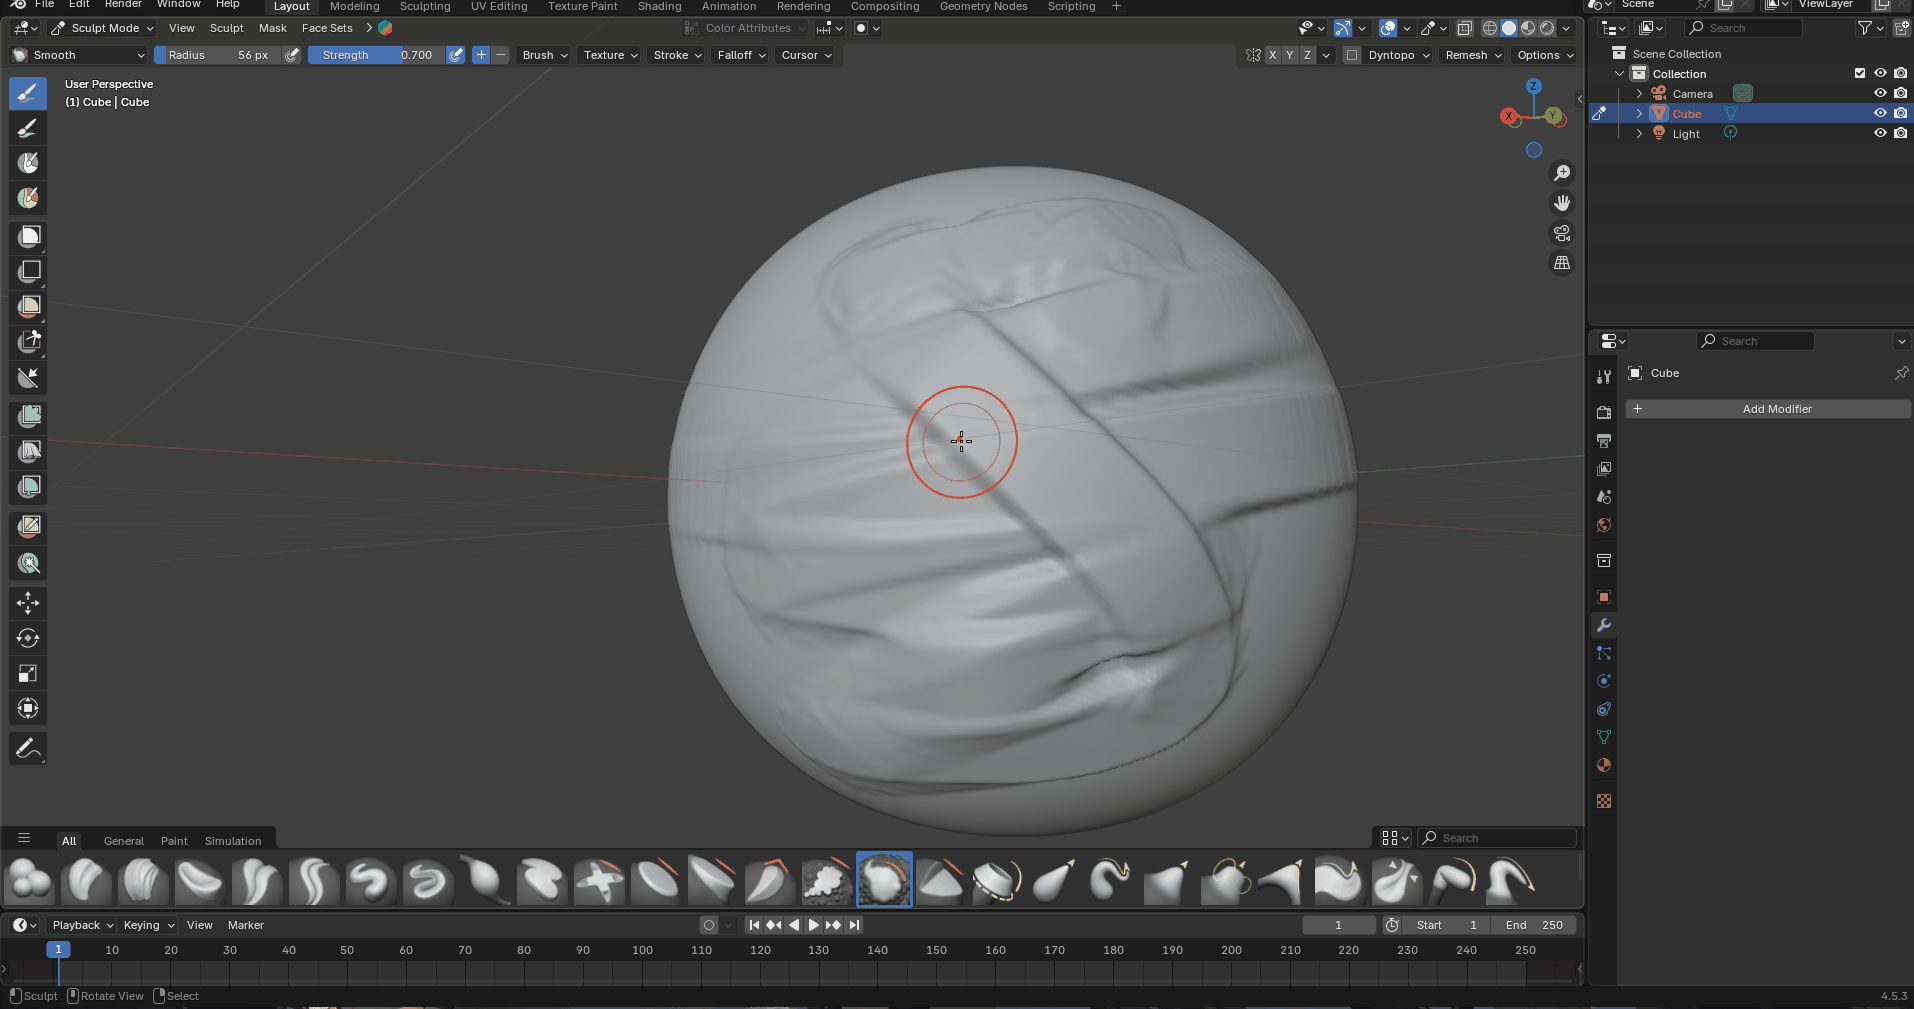 File Edit Render Window Help Layout Modeling Sculpting UV Editing Texture Paint Shading Animation Rendering Compositing Geometry Nodes Scripting + Scene ViewLayer
Sculpt Mode View Sculpt Mask Face Sets Color Attributes Search
Smooth Radius 56 px Strength 0.700 + − Brush Texture Stroke Falloff Cursor X Y Z Dyntopo Remesh Options
Scene Collection
Collection
Camera
Cube
Light
User Perspective
(1) Cube | Cube
Z
X Y
Search
Cube
+ Add Modifier
All General Paint Simulation Search
Playback Keying View Marker 1 Start 1 End 250
1 10 20 30 40 50 60 70 80 90 100 110 120 130 140 150 160 170 180 190 200 210 220 230 240 250
Sculpt Rotate View Select 4.5.3